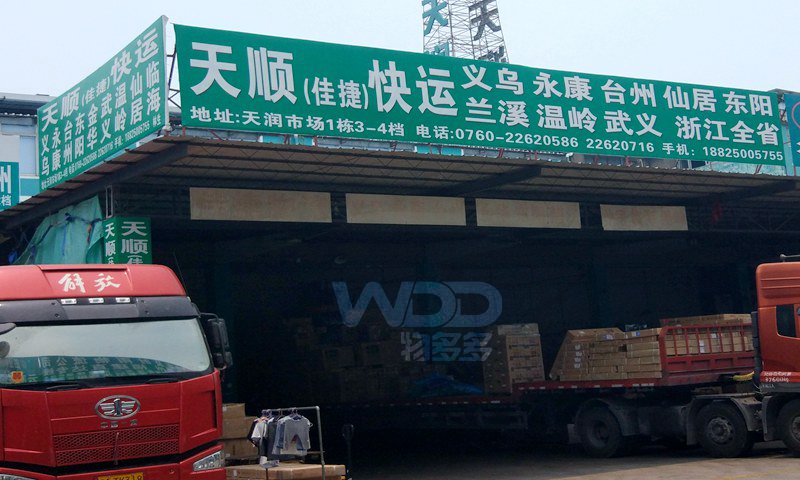 天顺(佳捷)快运
义乌 永康 台州 仙居 东阳
兰溪 温岭 武义 浙江全省
地址:天润市场1栋3-4档 电话:0760-22620586 22620716 手机:18825005755
天顺(佳捷)快运
义永台东金武温仙临
乌康州阳华义岭居海
天
天顺
天顺
解放
WDD
物多多